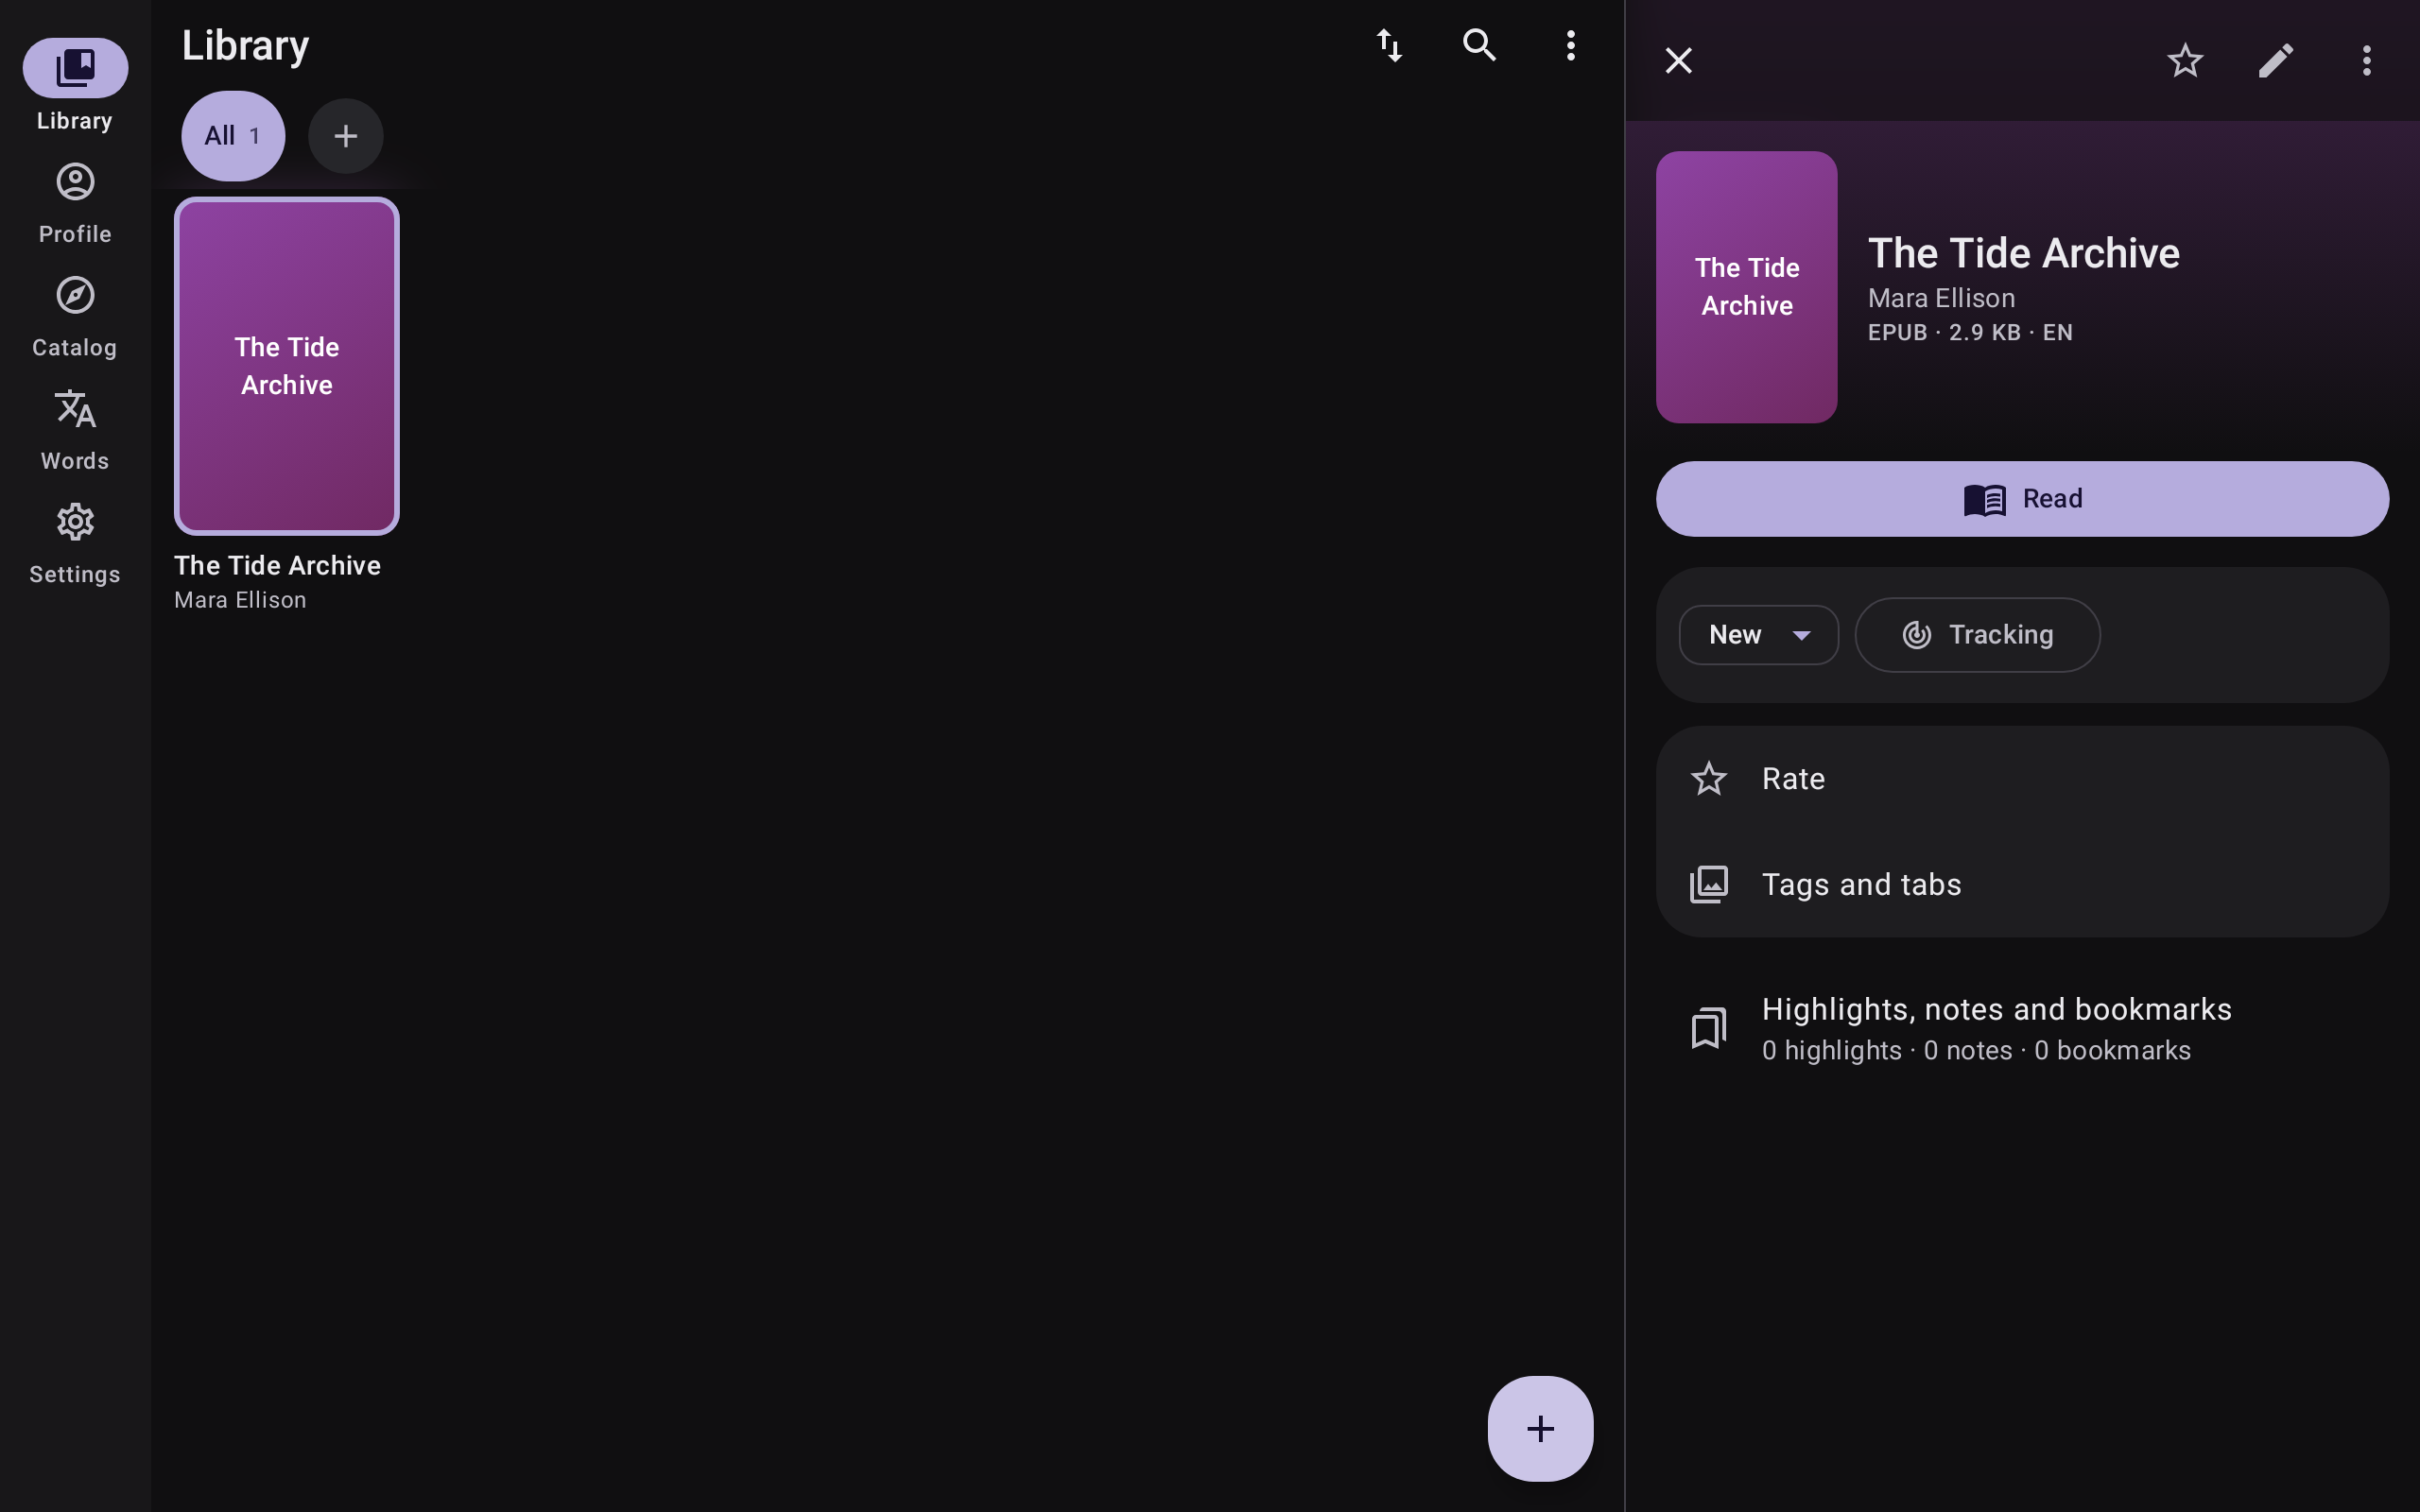 Library
Profile
Catalog
Words
Settings
Library
All 1
The Tide
Archive
The Tide Archive
Mara Ellison
The Tide
Archive
The Tide Archive
Mara Ellison
EPUB · 2.9 KB · EN
Read
New
Tracking
Rate
Tags and tabs
Highlights, notes and bookmarks
0 highlights · 0 notes · 0 bookmarks